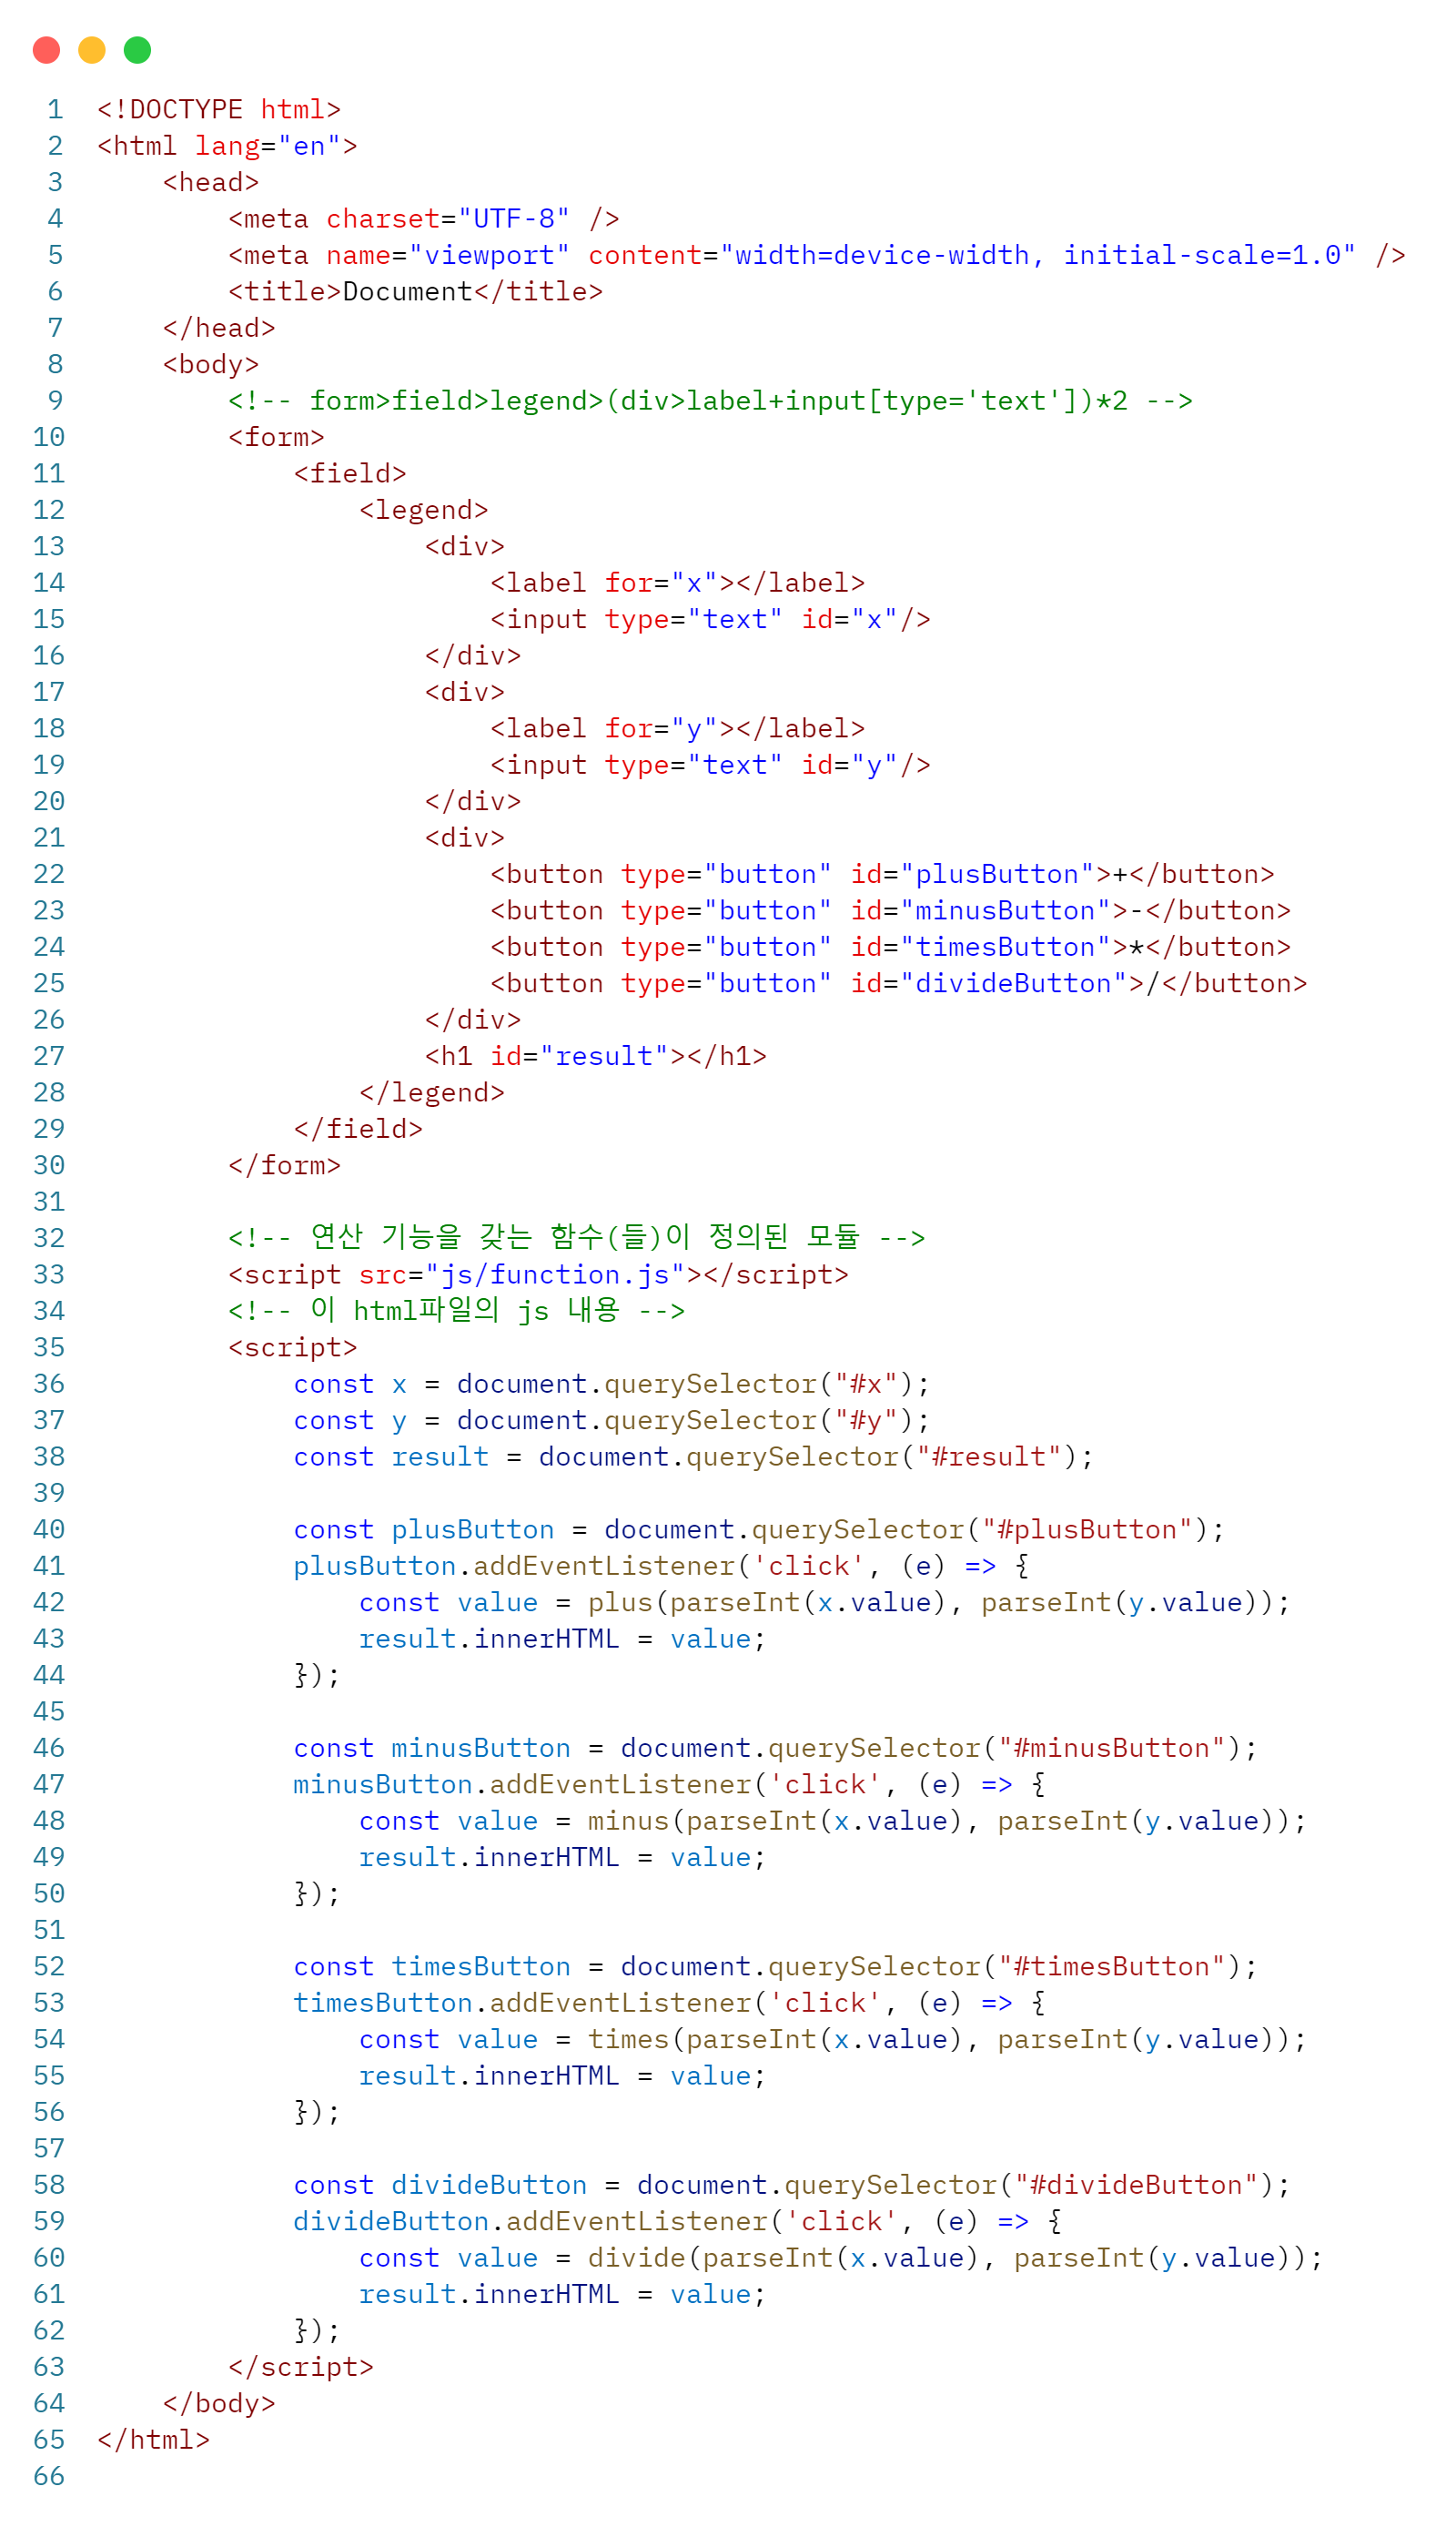 1 <!DOCTYPE html>
2 <html lang="en">
3     <head>
4         <meta charset="UTF-8" />
5         <meta name="viewport" content="width=device-width, initial-scale=1.0" />
6         <title>Document</title>
7     </head>
8     <body>
9         <!-- form>field>legend>(div>label+input[type='text'])*2 -->
10         <form>
11             <field>
12                 <legend>
13                     <div>
14                         <label for="x"></label>
15                         <input type="text" id="x"/>
16                     </div>
17                     <div>
18                         <label for="y"></label>
19                         <input type="text" id="y"/>
20                     </div>
21                     <div>
22                         <button type="button" id="plusButton">+</button>
23                         <button type="button" id="minusButton">-</button>
24                         <button type="button" id="timesButton">*</button>
25                         <button type="button" id="divideButton">/</button>
26                     </div>
27                     <h1 id="result"></h1>
28                 </legend>
29             </field>
30         </form>
31
32         <!-- 연산 기능을 갖는 함수(들)이 정의된 모듈 -->
33         <script src="js/function.js"></script>
34         <!-- 이 html파일의 js 내용 -->
35         <script>
36             const x = document.querySelector("#x");
37             const y = document.querySelector("#y");
38             const result = document.querySelector("#result");
39
40             const plusButton = document.querySelector("#plusButton");
41             plusButton.addEventListener('click', (e) => {
42                 const value = plus(parseInt(x.value), parseInt(y.value));
43                 result.innerHTML = value;
44             });
45
46             const minusButton = document.querySelector("#minusButton");
47             minusButton.addEventListener('click', (e) => {
48                 const value = minus(parseInt(x.value), parseInt(y.value));
49                 result.innerHTML = value;
50             });
51
52             const timesButton = document.querySelector("#timesButton");
53             timesButton.addEventListener('click', (e) => {
54                 const value = times(parseInt(x.value), parseInt(y.value));
55                 result.innerHTML = value;
56             });
57
58             const divideButton = document.querySelector("#divideButton");
59             divideButton.addEventListener('click', (e) => {
60                 const value = divide(parseInt(x.value), parseInt(y.value));
61                 result.innerHTML = value;
62             });
63         </script>
64     </body>
65 </html>
66